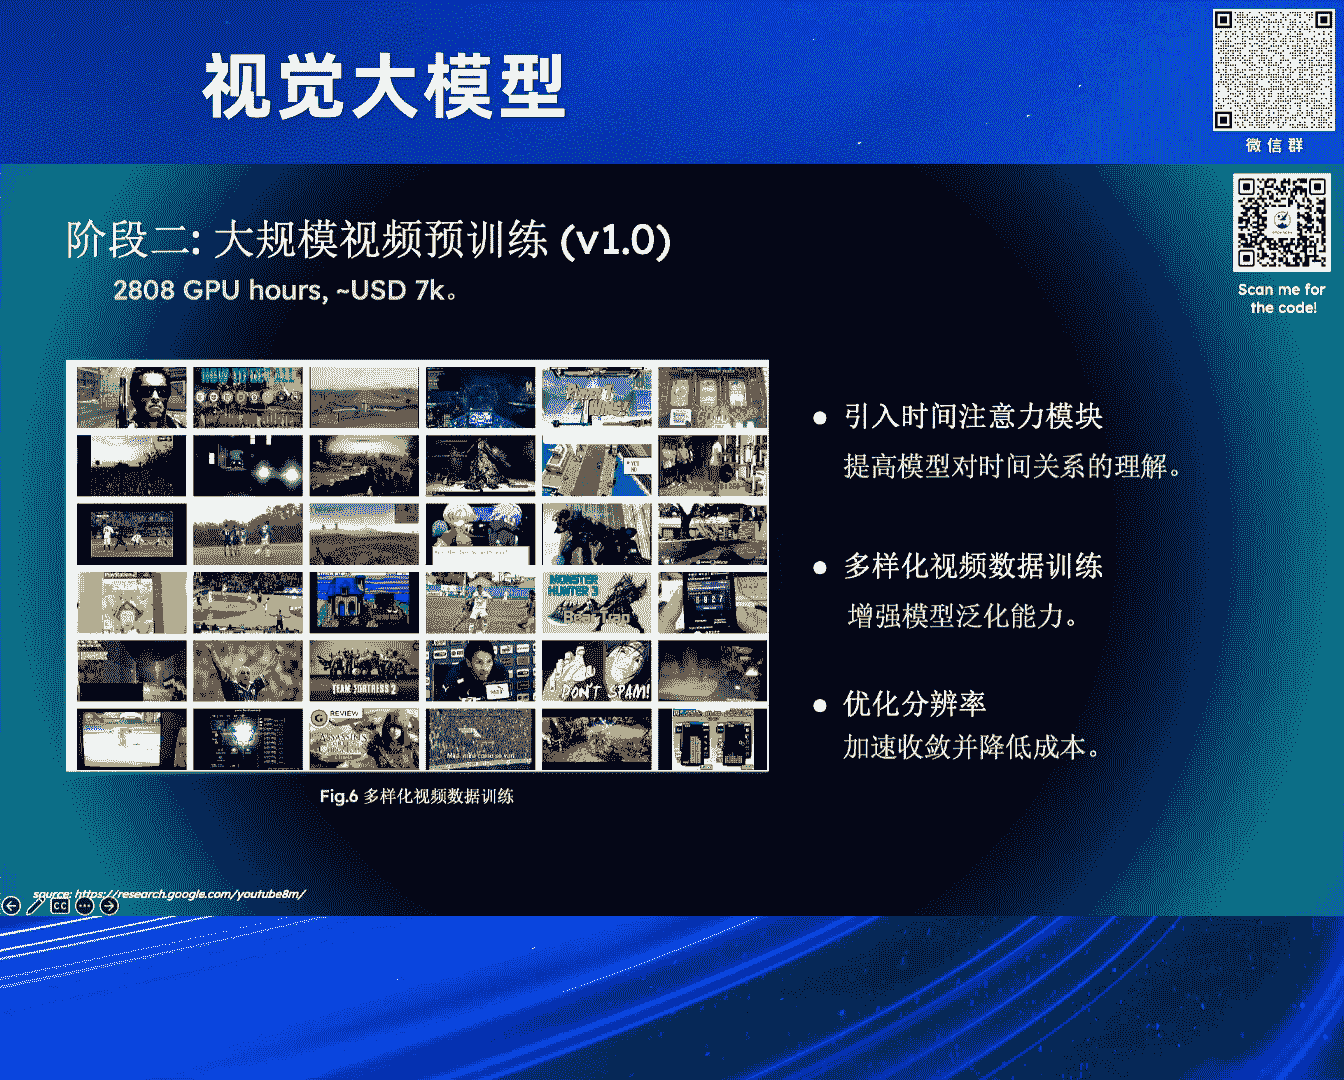 视觉大模型
微信群
阶段二: 大规模视频预训练 (v1.0)
2808 GPU hours, ~USD 7k。
Scan me for
the code!
引入时间注意力模块
提高模型对时间关系的理解。
多样化视频数据训练
增强模型泛化能力。
优化分辨率
加速收敛并降低成本。
MONSTER
HUNTER 3
Bear Trap
TEAM FORTRESS 2
DON'T SPAM!
REVIEW
Fig.6 多样化视频数据训练
source: https://research.google.com/youtube8m/
CC